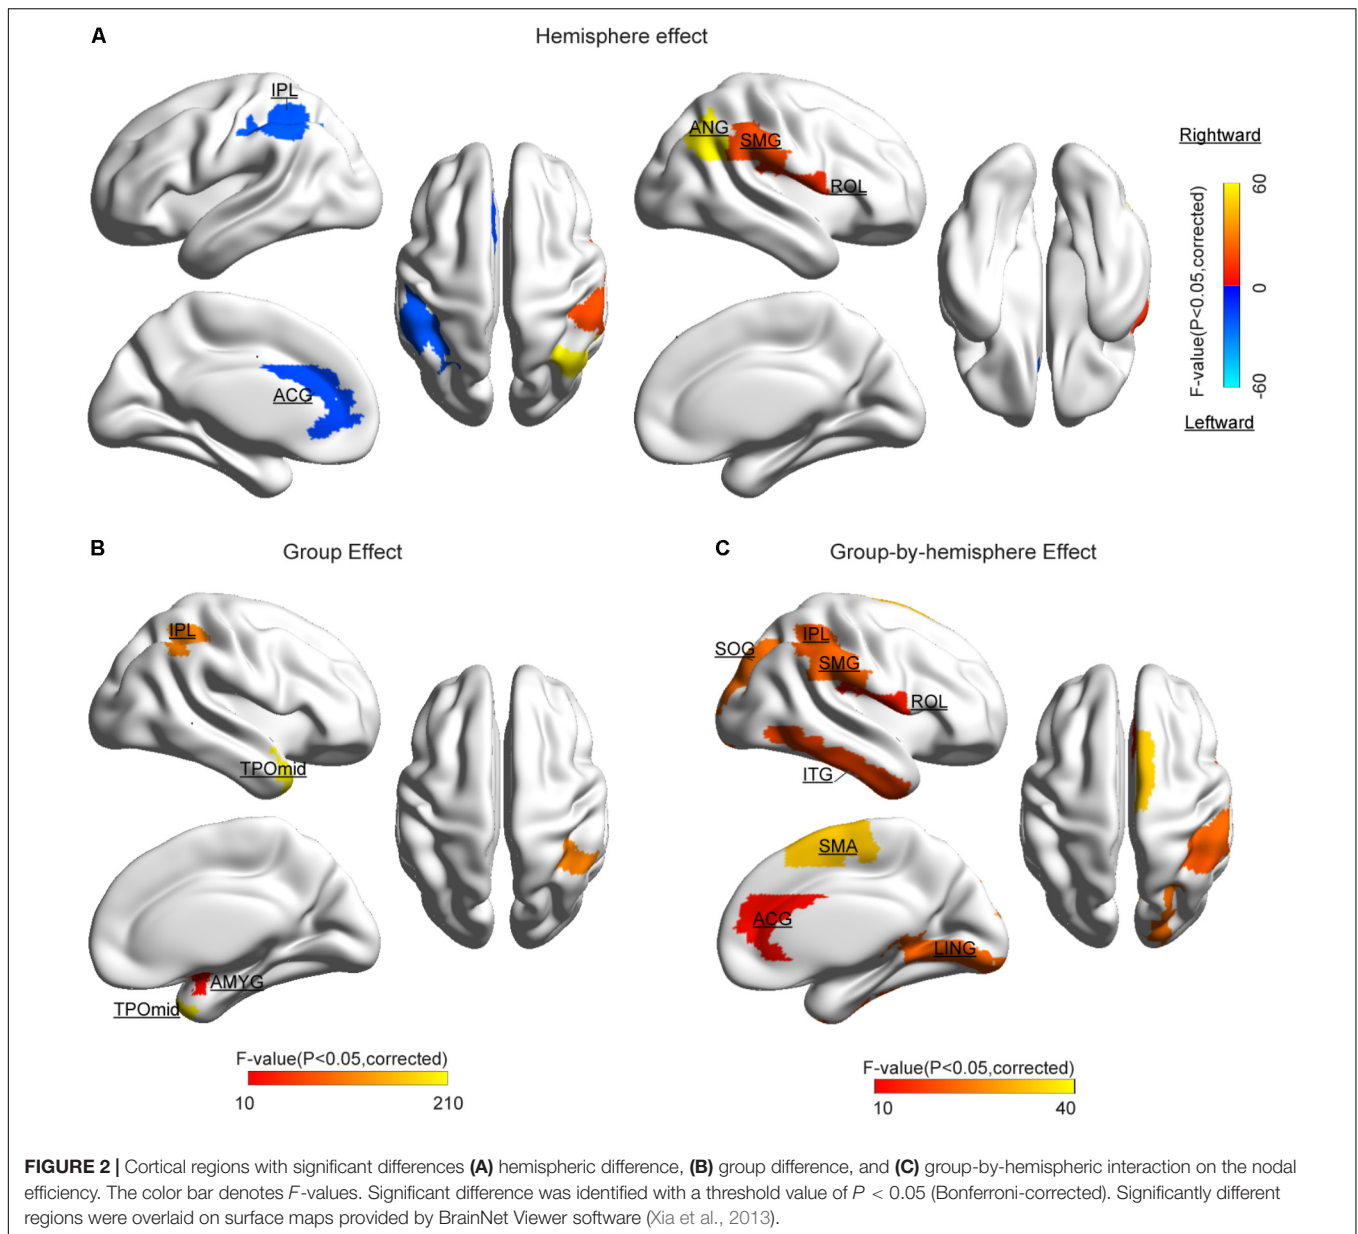 A
Hemisphere effect
IPL
ANG
SMG
ROL
ACG
Rightward
60
0
-60
F-value(P<0.05,corrected)
Leftward
B
Group Effect
IPL
TPOmid
AMYG
TPOmid
F-value(P<0.05,corrected)
10 210
C
Group-by-hemisphere Effect
SOG
IPL
SMG
ROL
ITG
SMA
ACG
LING
F-value(P<0.05,corrected)
10 40
FIGURE 2 | Cortical regions with significant differences (A) hemispheric difference, (B) group difference, and (C) group-by-hemispheric interaction on the nodal
efficiency. The color bar denotes F-values. Significant difference was identified with a threshold value of P < 0.05 (Bonferroni-corrected). Significantly different
regions were overlaid on surface maps provided by BrainNet Viewer software (Xia et al., 2013).